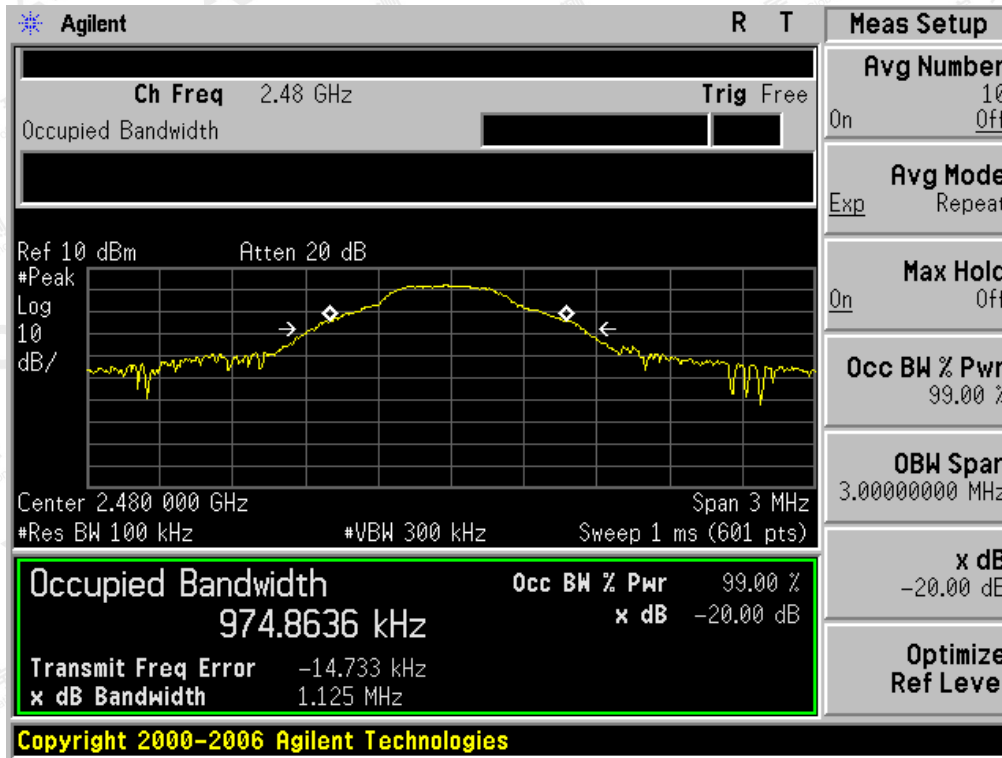 Agilent R T Meas Setup
Ch Freq 2.48 GHz Trig Free
Occupied Bandwidth
Ref 10 dBm Atten 20 dB
#Peak
Log
10
dB/
Center 2.480 000 GHz Span 3 MHz
#Res BW 100 kHz #VBW 300 kHz Sweep 1 ms (601 pts)
Occupied Bandwidth Occ BW % Pwr 99.00 %
974.8636 kHz x dB -20.00 dB
Transmit Freq Error -14.733 kHz
x dB Bandwidth 1.125 MHz
Copyright 2000-2006 Agilent Technologies
Avg Number
10
On Off
Avg Mode
Exp Repeat
Max Hold
On Off
Occ BW % Pwr
99.00 %
OBW Span
3.00000000 MHz
x dB
-20.00 dB
Optimize
Ref Level